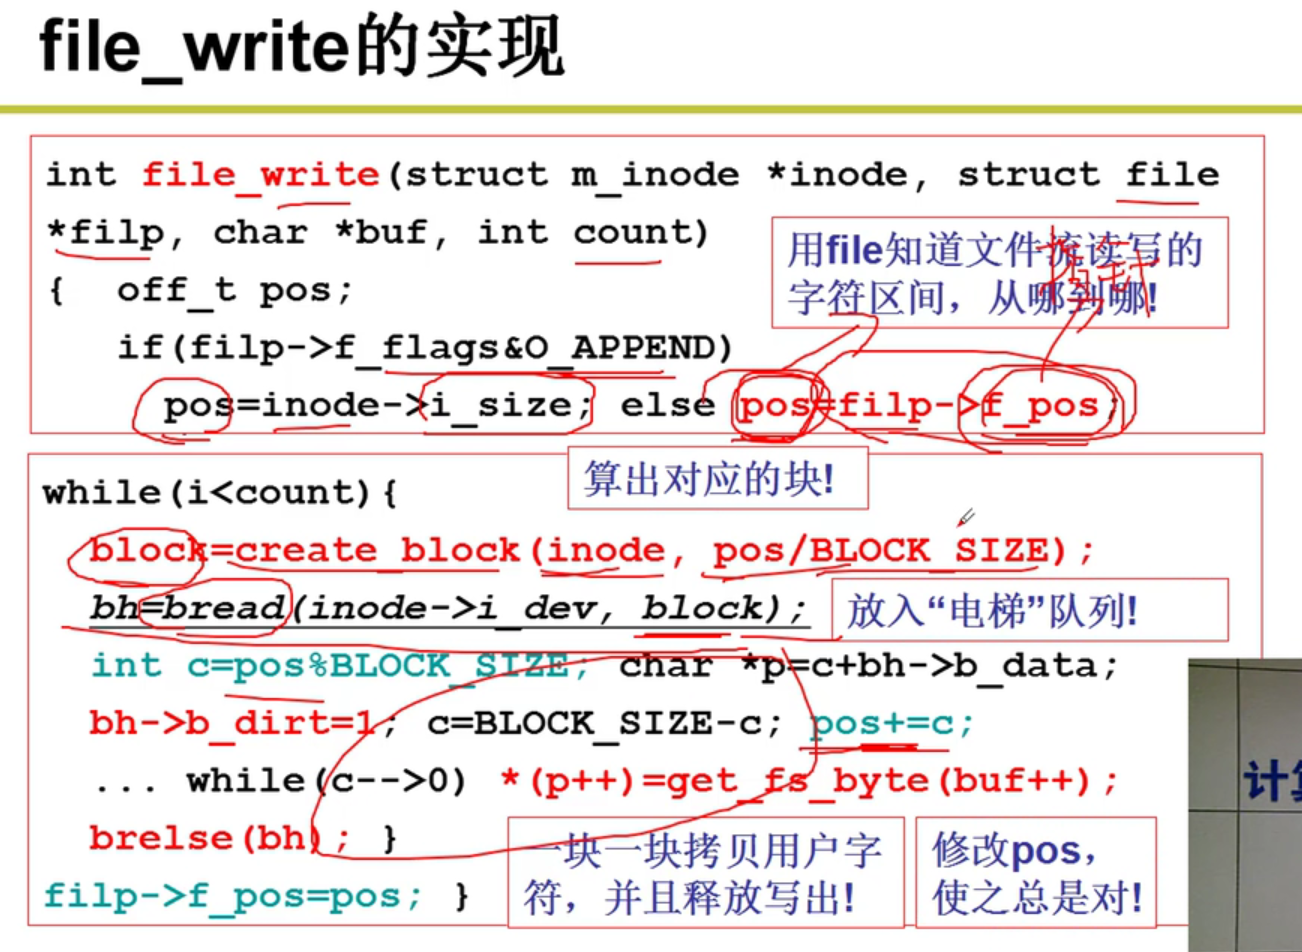 file_write的实现
int file_write(struct m_inode *inode, struct file
*filp, char *buf, int count)
用file知道文件流读写的
字符区间，从哪到哪!
指针
{ off_t pos;
if(filp->f_flags&O_APPEND)
pos=inode->i_size; else pos=filp->f_pos;
算出对应的块!
while(i<count){
block=create_block(inode, pos/BLOCK_SIZE);
bh=bread(inode->i_dev, block);
放入“电梯”队列!
int c=pos%BLOCK_SIZE; char *p=c+bh->b_data;
bh->b_dirt=1; c=BLOCK_SIZE-c; pos+=c;
... while(c-->0) *(p++)=get_fs_byte(buf++);
brelse(bh); }
一块一块拷贝用户字
符，并且释放写出!
修改pos，
使之总是对!
filp->f_pos=pos; }